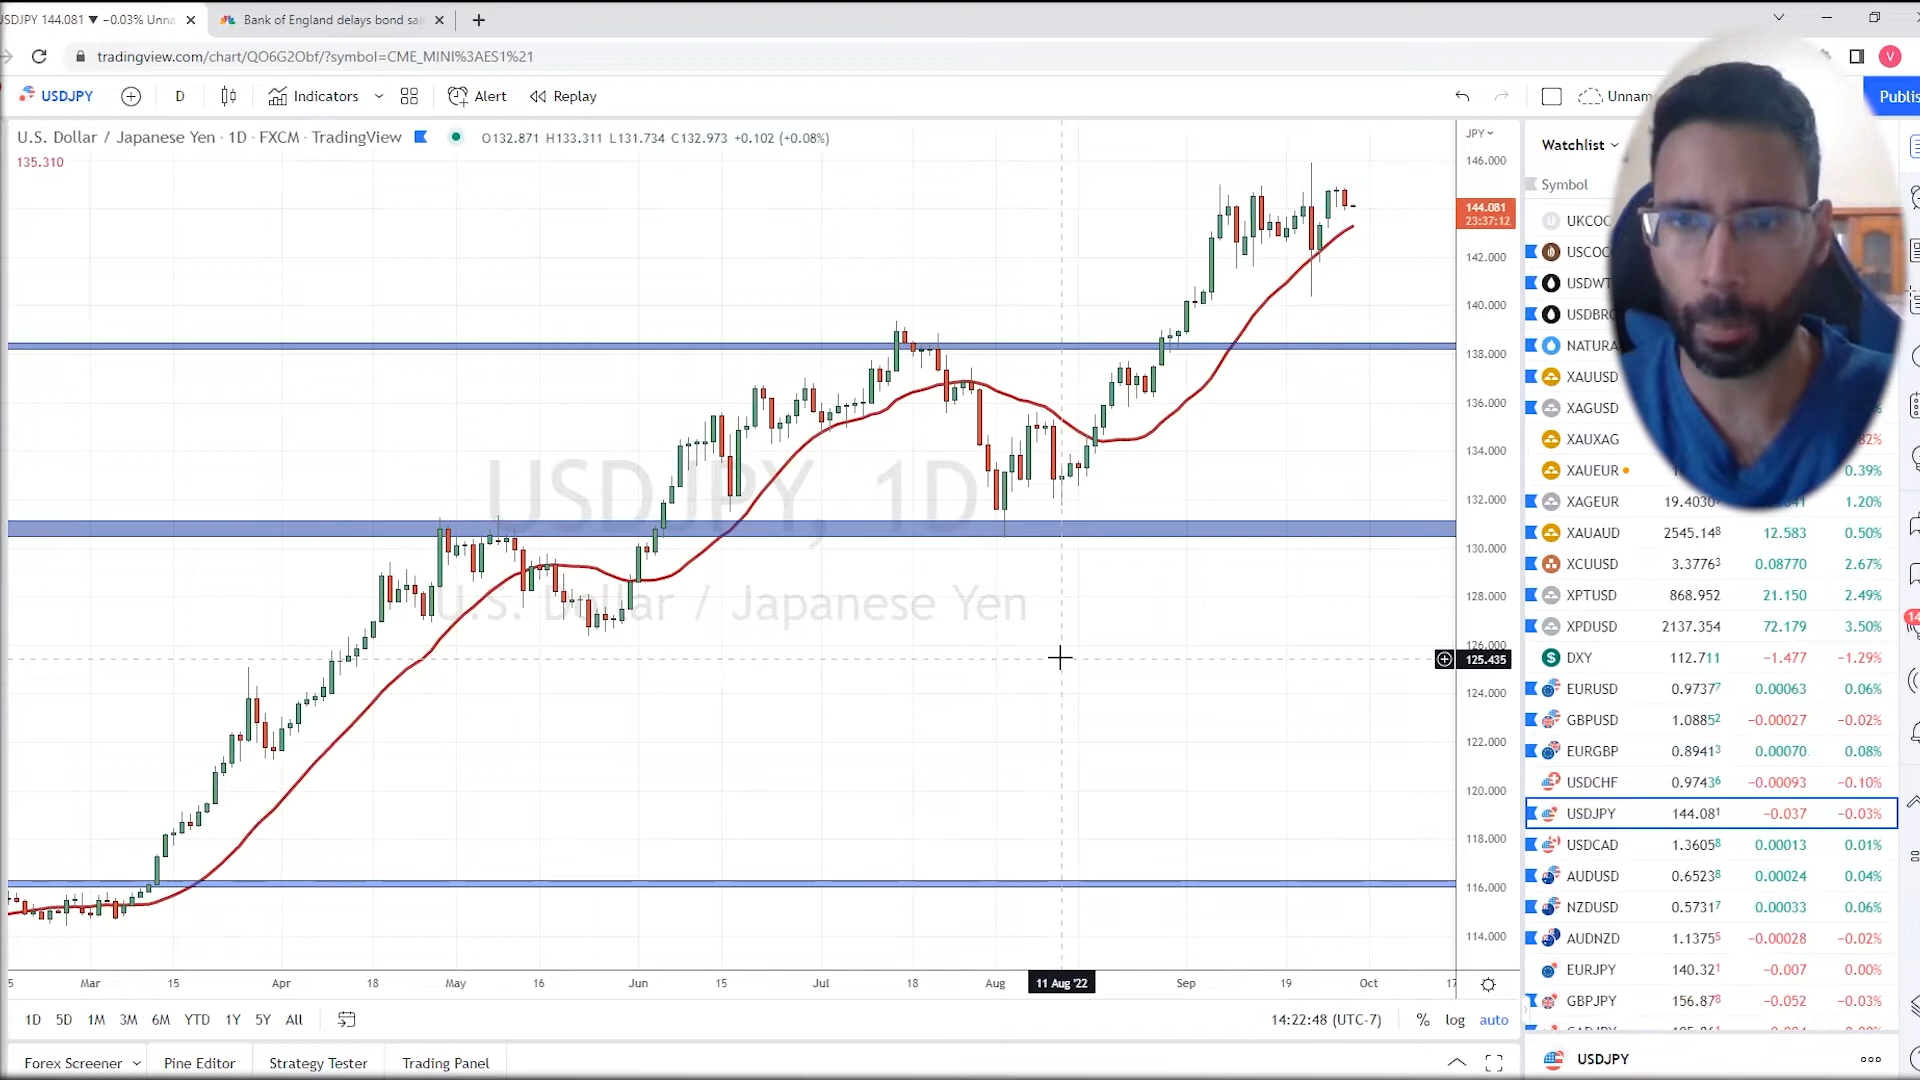 USDJPY 144.081 ▼ −0.03% Unna
Bank of England delays bond sal
tradingview.com/chart/QO6G2Obf/?symbol=CME_MINI%3AES1%21
V
USDJPY
D
Indicators
Alert
Replay
Unnam
Publis
U.S. Dollar / Japanese Yen · 1D · FXCM · TradingView
O132.871 H133.311 L131.734 C132.973 +0.102 (+0.08%)
135.310
JPY
146.000
144.081
23:37:12
142.000
140.000
138.000
136.000
134.000
132.000
130.000
128.000
126.000
125.435
124.000
122.000
120.000
118.000
116.000
114.000
USDJPY, 1D
U.S. Dollar / Japanese Yen
Mar
15
Apr
18
May
16
Jun
15
Jul
18
Aug
11 Aug '22
Sep
19
Oct
17
1D 5D 1M 3M 6M YTD 1Y 5Y All
14:22:48 (UTC-7)
% log auto
Forex Screener
Pine Editor
Strategy Tester
Trading Panel
Watchlist
Symbol
UKCOC
USCOC
USDWT
USDBRO
NATURA
XAUUSD
XAGUSD
XAUXAG
XAUEUR 0.39%
XAGEUR 19.4030 1.20%
XAUAUD 2545.148 12.583 0.50%
XCUUSD 3.37763 0.08770 2.67%
XPTUSD 868.952 21.150 2.49%
XPDUSD 2137.354 72.179 3.50%
DXY 112.711 −1.477 −1.29%
EURUSD 0.97377 0.00063 0.06%
GBPUSD 1.08852 −0.00027 −0.02%
EURGBP 0.89413 0.00070 0.08%
USDCHF 0.97436 −0.00093 −0.10%
USDJPY 144.081 −0.037 −0.03%
USDCAD 1.36058 0.00013 0.01%
AUDUSD 0.65238 0.00024 0.04%
NZDUSD 0.57317 0.00033 0.06%
AUDNZD 1.13755 −0.00028 −0.02%
EURJPY 140.321 −0.007 0.00%
GBPJPY 156.878 −0.052 −0.03%
USDJPY
14